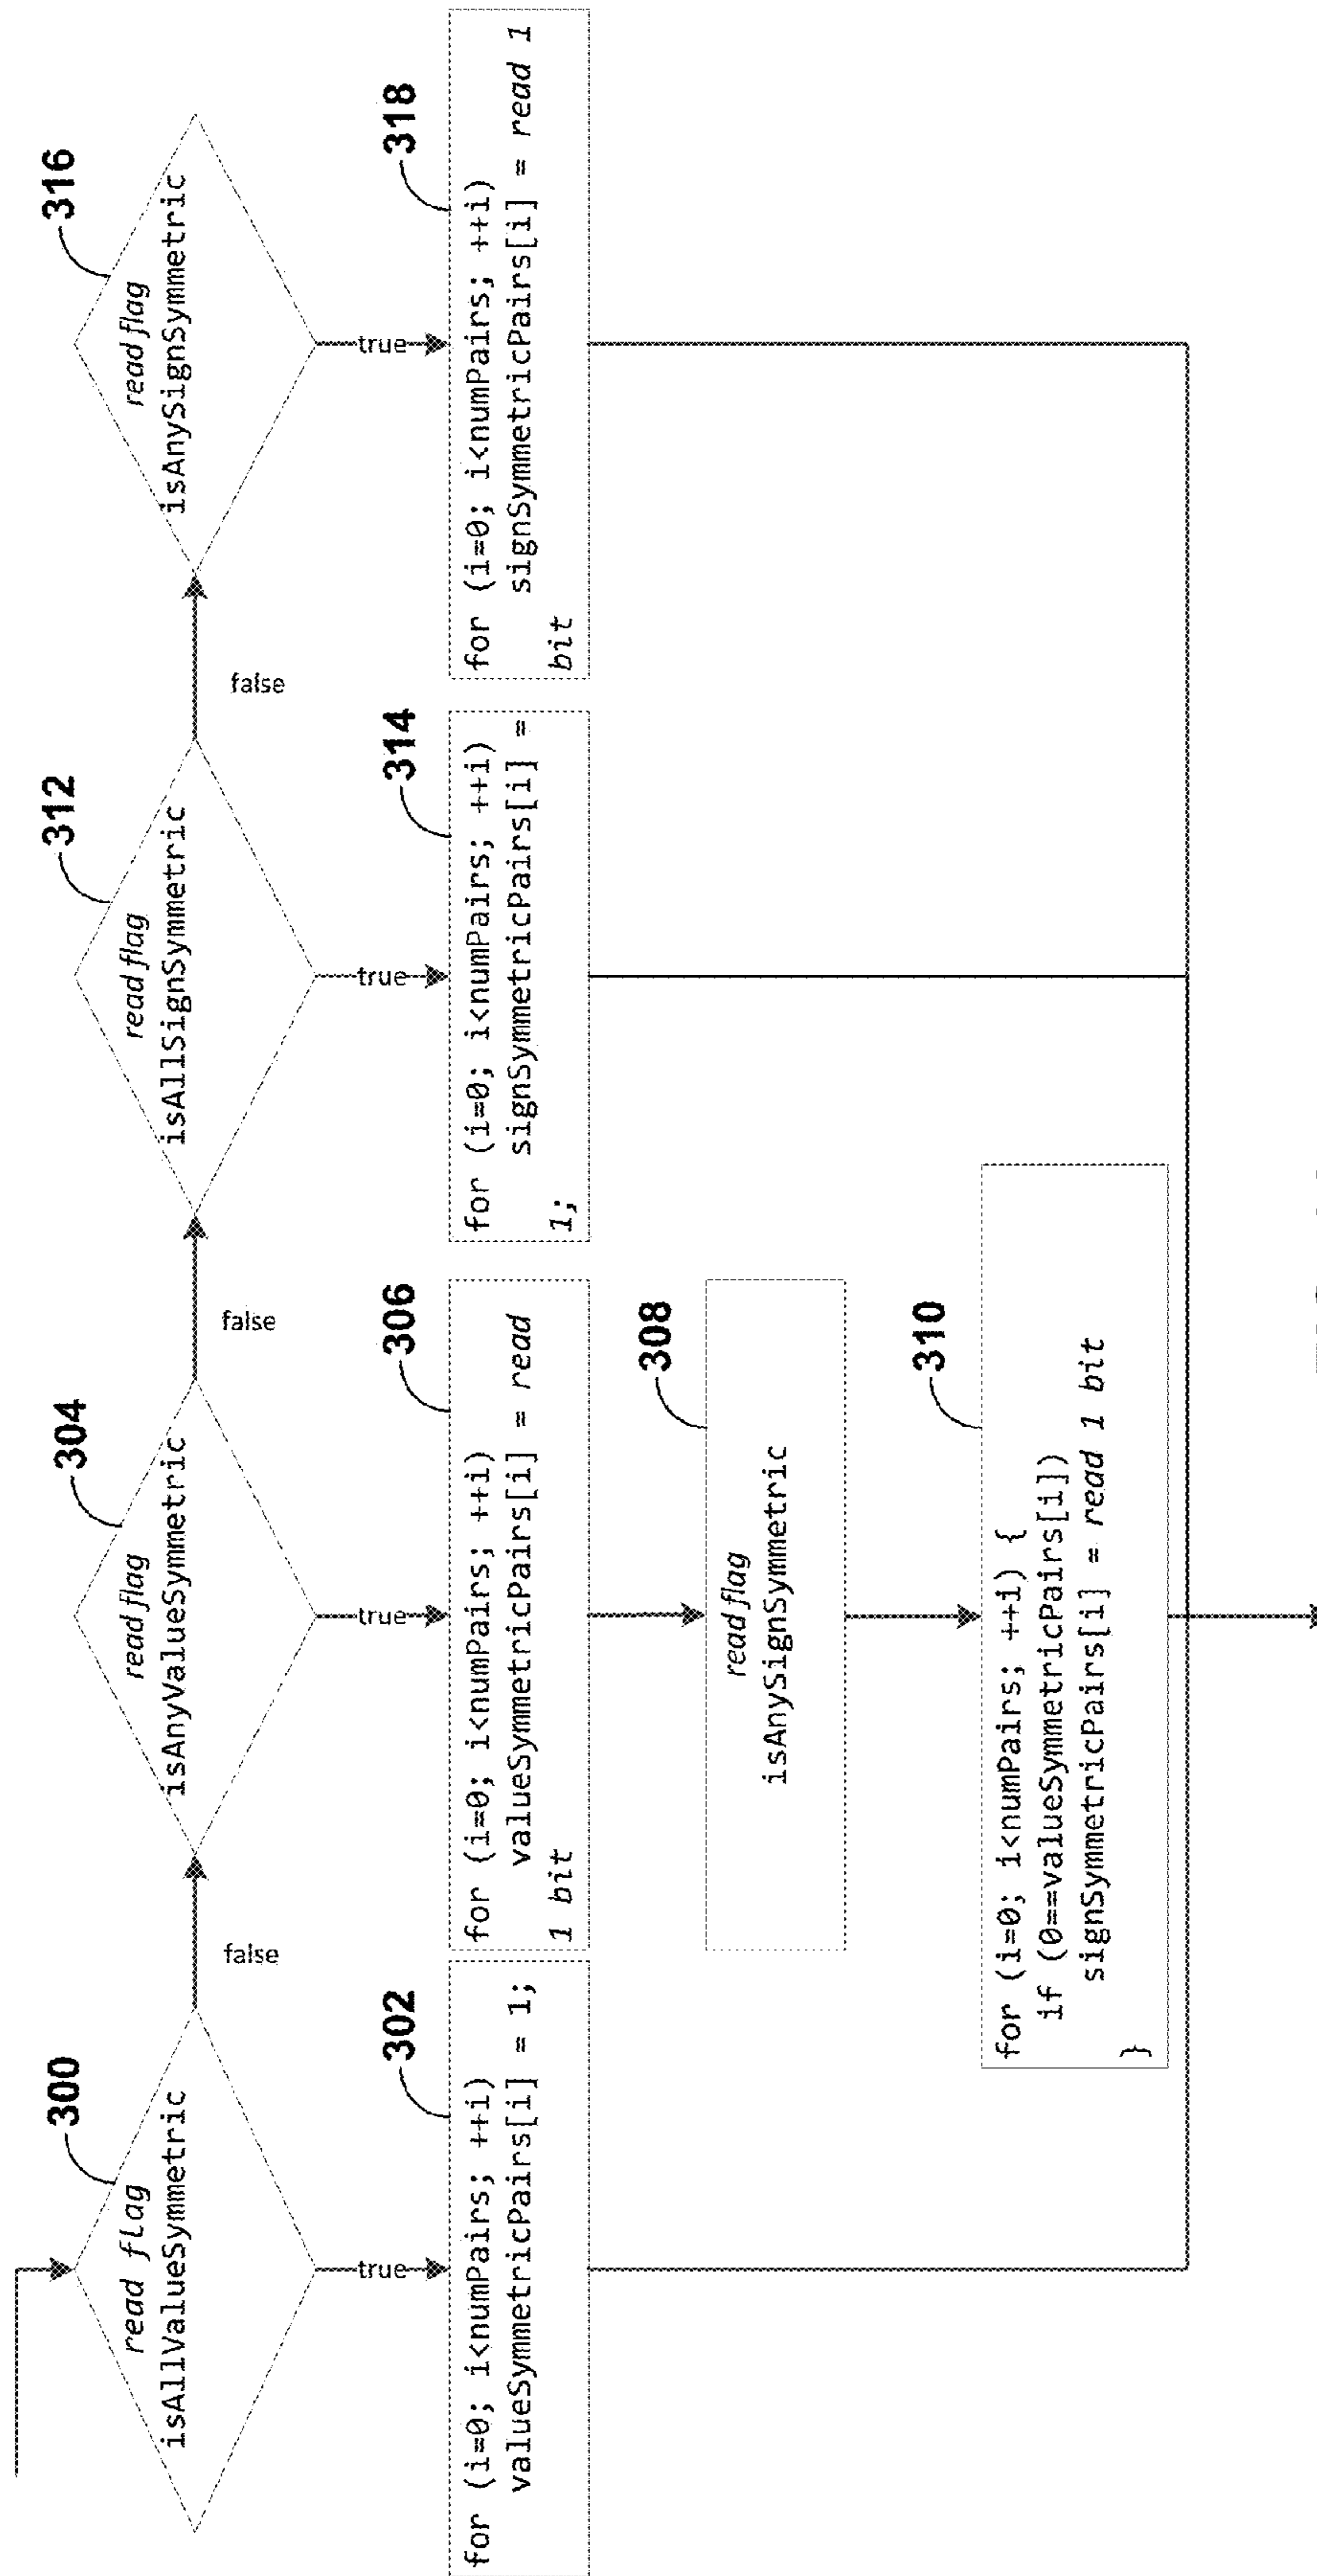 300
read flag
isAllValueSymmetric
true
false
302
for (i=0; i<numPairs; ++i)
valueSymmetricPairs[i] = 1;
304
read flag
isAnyValueSymmetric
true
false
306
for (i=0; i<numPairs; ++i)
valueSymmetricPairs[i] = read
1 bit
308
read flag
isAnySignSymmetric
310
for (i=0; i<numPairs; ++i) {
if (0==valueSymmetricPairs[i])
signSymmetricPairs[i] = read 1 bit
}
312
read flag
isAllSignSymmetric
true
false
314
for (i=0; i<numPairs; ++i)
signSymmetricPairs[i] =
1;
316
read flag
isAnySignSymmetric
true
318
for (i=0; i<numPairs; ++i)
signSymmetricPairs[i] = read 1
bit